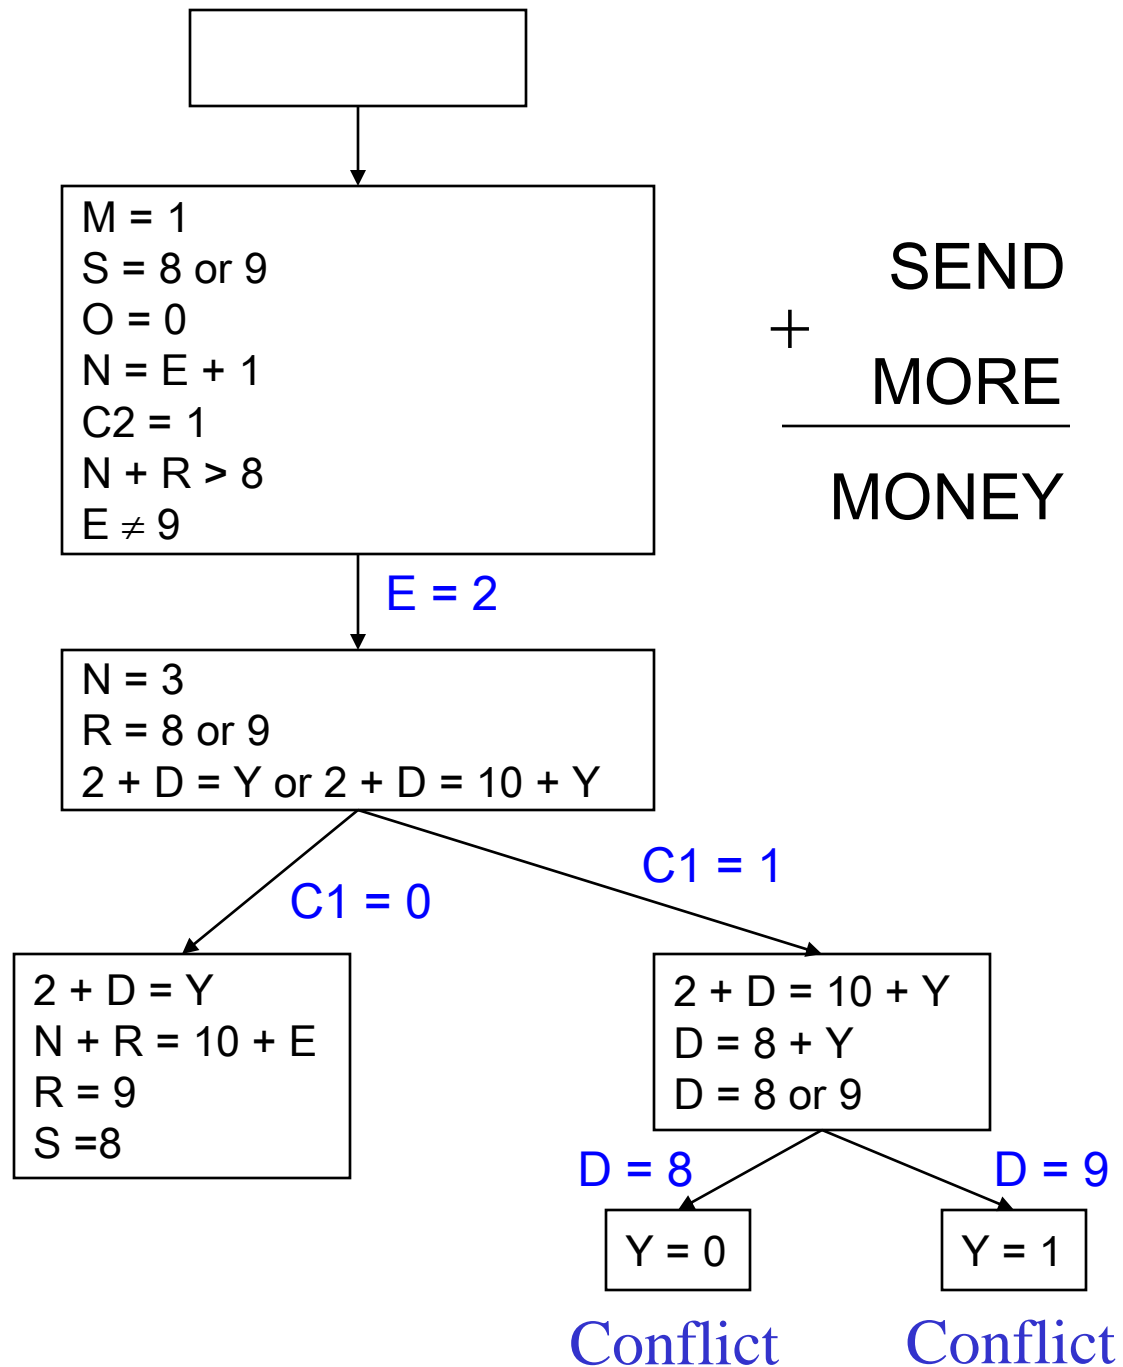 M = 1
S = 8 or 9
O = 0
N = E + 1
C2 = 1
N + R > 8
E ≠ 9
SEND
+
MORE
MONEY
E = 2
N = 3
R = 8 or 9
2 + D = Y or 2 + D = 10 + Y
C1 = 0
C1 = 1
2 + D = Y
N + R = 10 + E
R = 9
S =8
2 + D = 10 + Y
D = 8 + Y
D = 8 or 9
D = 8
D = 9
Y = 0
Y = 1
Conflict
Conflict